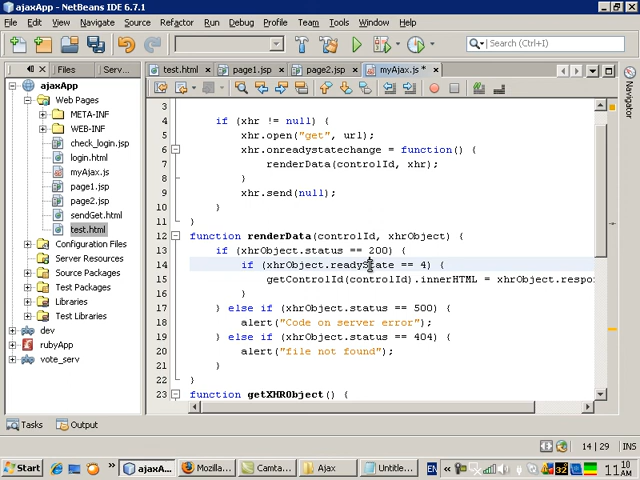 ajaxApp - NetBeans IDE 6.7.1
File Edit View Navigate Source Refactor Run Debug Profile Team Tools Window Help
Search (Ctrl+I)
Files Serv...
test.html page1.jsp page2.jsp myAjax.js *
ajaxApp
Web Pages
META-INF
WEB-INF
check_login.jsp
login.html
myAjax.js
page1.jsp
page2.jsp
sendGet.html
test.html
Configuration Files
Server Resources
Source Packages
Test Packages
Libraries
Test Libraries
dev
rubyApp
vote_serv
3
4 if (xhr != null) {
5 xhr.open("get", url);
6 xhr.onreadystatechange = function() {
7 renderData(controlId, xhr);
8 }
9 xhr.send(null);
10 }
11 }
12 function renderData(controlId, xhrObject) {
13 if (xhrObject.status == 200) {
14 if (xhrObject.readyState == 4) {
15 getControlId(controlId).innerHTML = xhrObject.respo
16 }
17 } else if (xhrObject.status == 500) {
18 alert("Code on server error");
19 } else if (xhrObject.status == 404) {
20 alert("file not found");
21 }
22 }
23 function getXHRObject() {
Navigator
Tasks Output
14 | 29 INS
Start ajaxA... Mozilla... Camta... Ajax Untitle... EN 32 11:10 AM